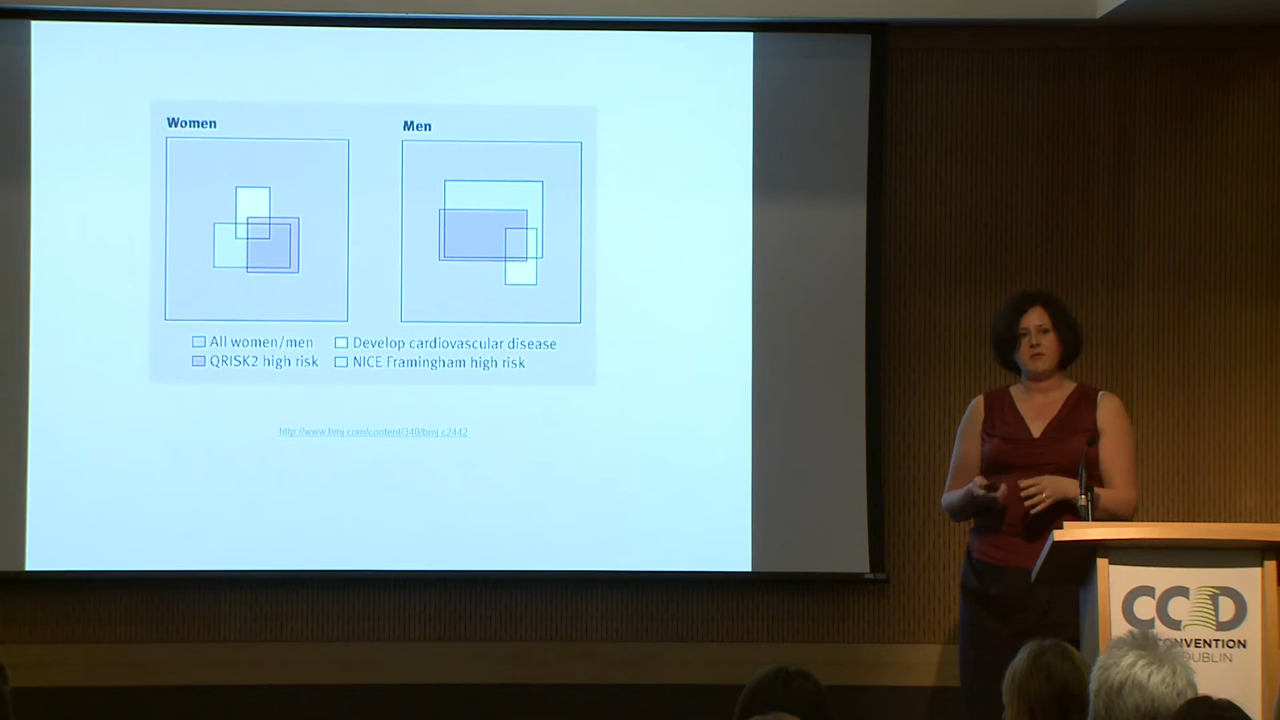 Women
Men
All women/men
Develop cardiovascular disease
QRISK2 high risk
NICE Framingham high risk
http://www.bmj.com/content/340/bmj.c2442
CC D
CONVENTION
DUBLIN